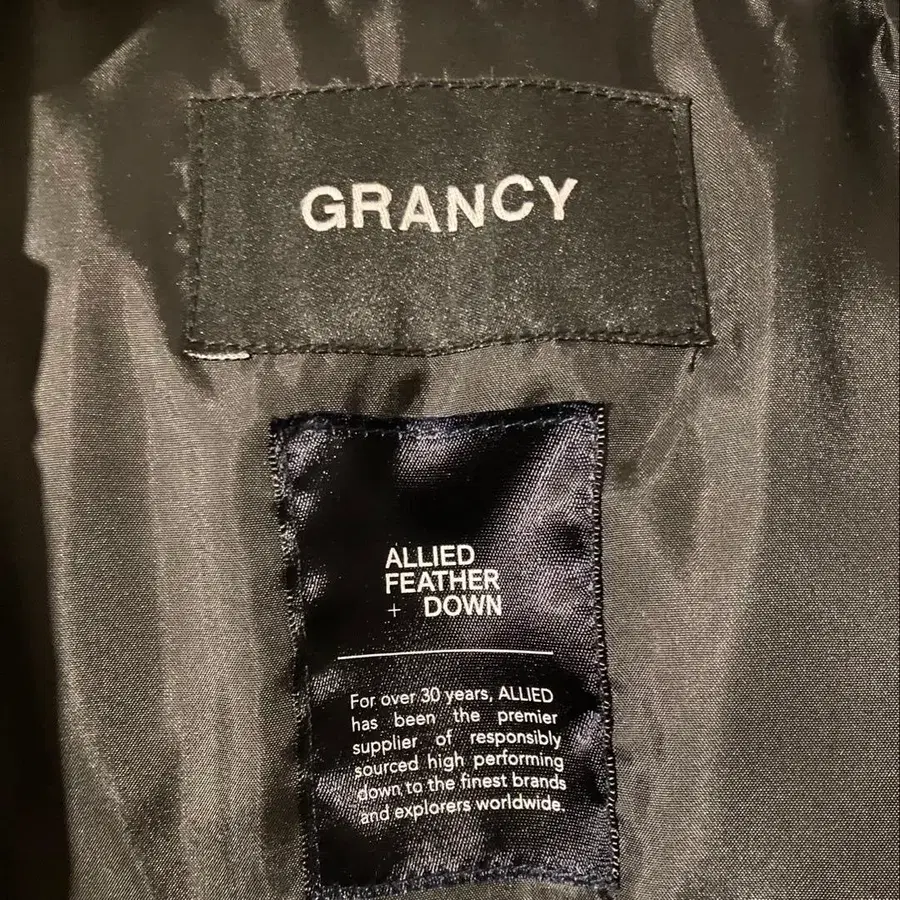 GRANCY
ALLIED
FEATHER
+ DOWN
For over 30 years, ALLIED
has been the premier
supplier of responsibly
sourced high performing
down to the finest brands
and explorers worldwide.